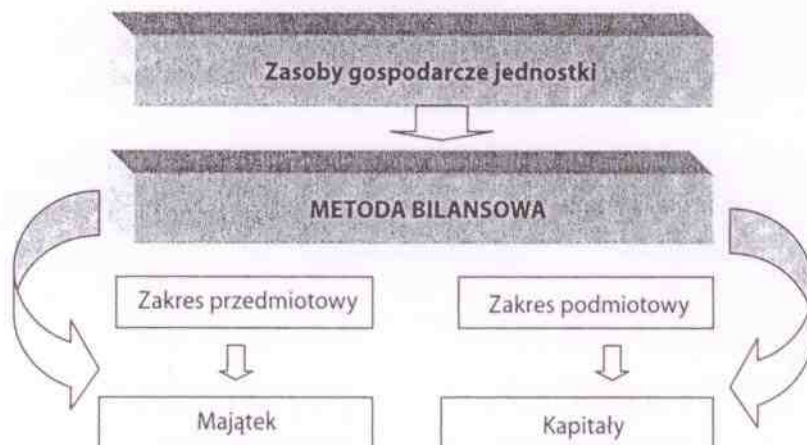 Zasoby gospodarcze jednostki
METODA BILANSOWA
Zakres przedmiotowy
Zakres podmiotowy
Majątek
Kapitały